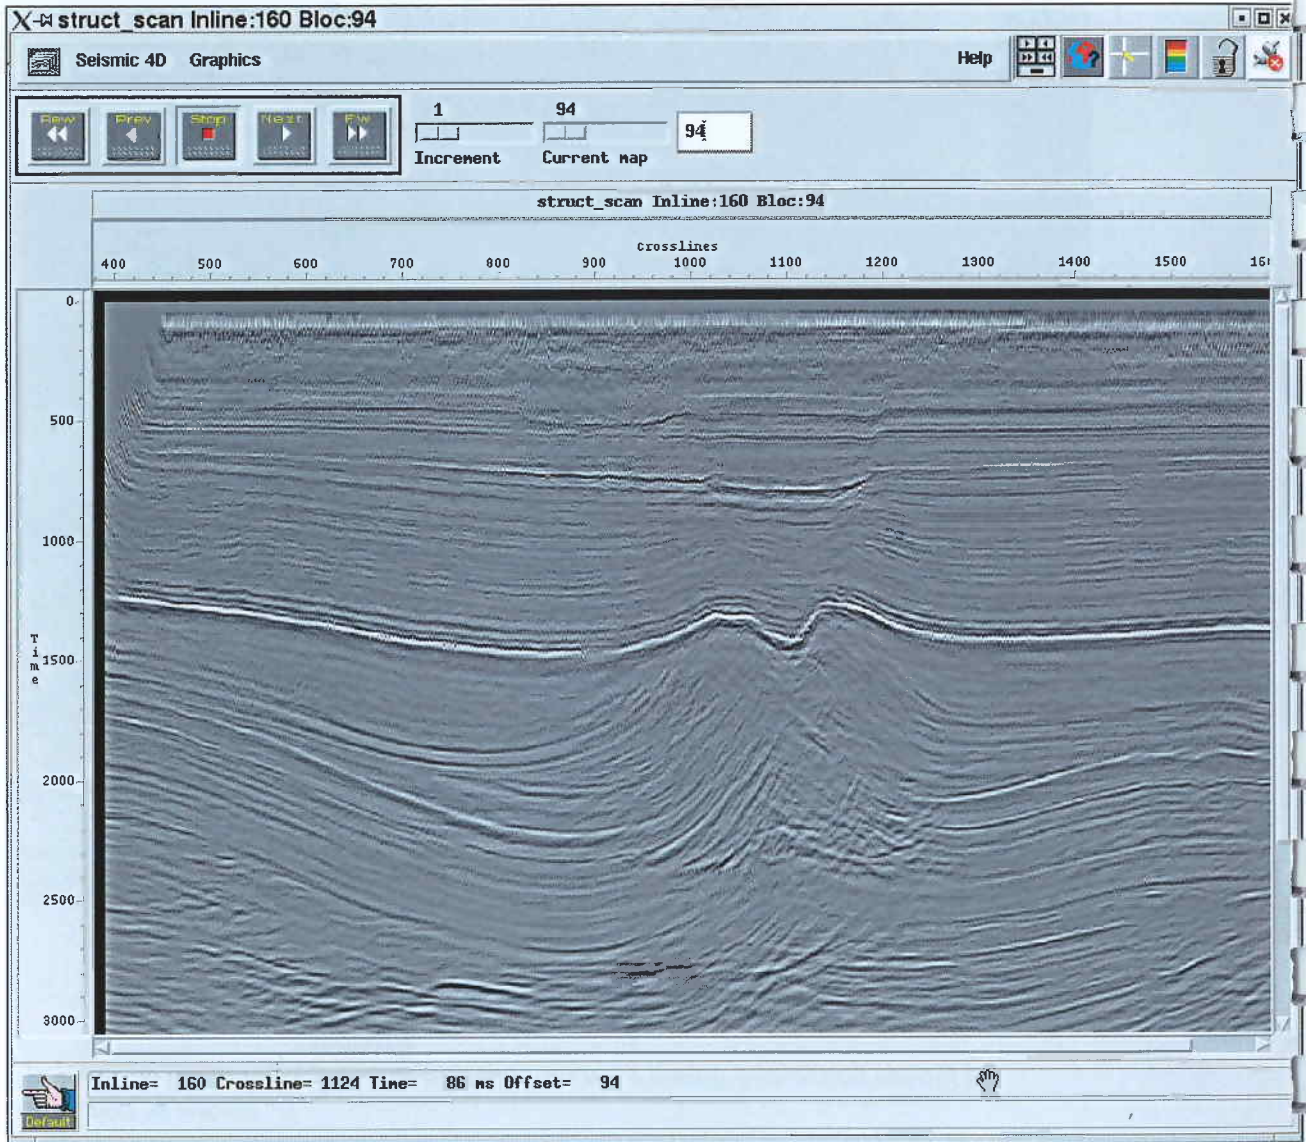 struct_scan Inline:160 Bloc:94
Seismic 4D Graphics Help
Rew Prev Stop Next FW
1 94 94
Increment Current map
struct_scan Inline:160 Bloc:94
Crosslines
400 500 600 700 800 900 1000 1100 1200 1300 1400 1500
0
500
1000
Time
1500
2000
2500
3000
Inline= 160 Crossline= 1124 Time= 86 ms Offset= 94
Default